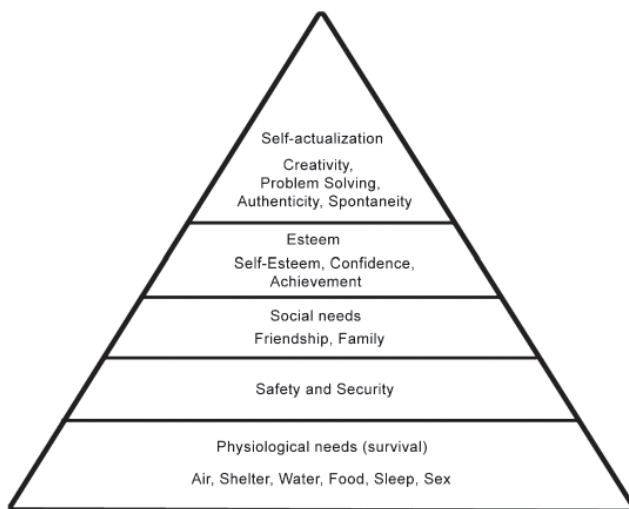 Self-actualization
Creativity,
Problem Solving,
Authenticity, Spontaneity
Esteem
Self-Esteem, Confidence,
Achievement
Social needs
Friendship, Family
Safety and Security
Physiological needs (survival)
Air, Shelter, Water, Food, Sleep, Sex